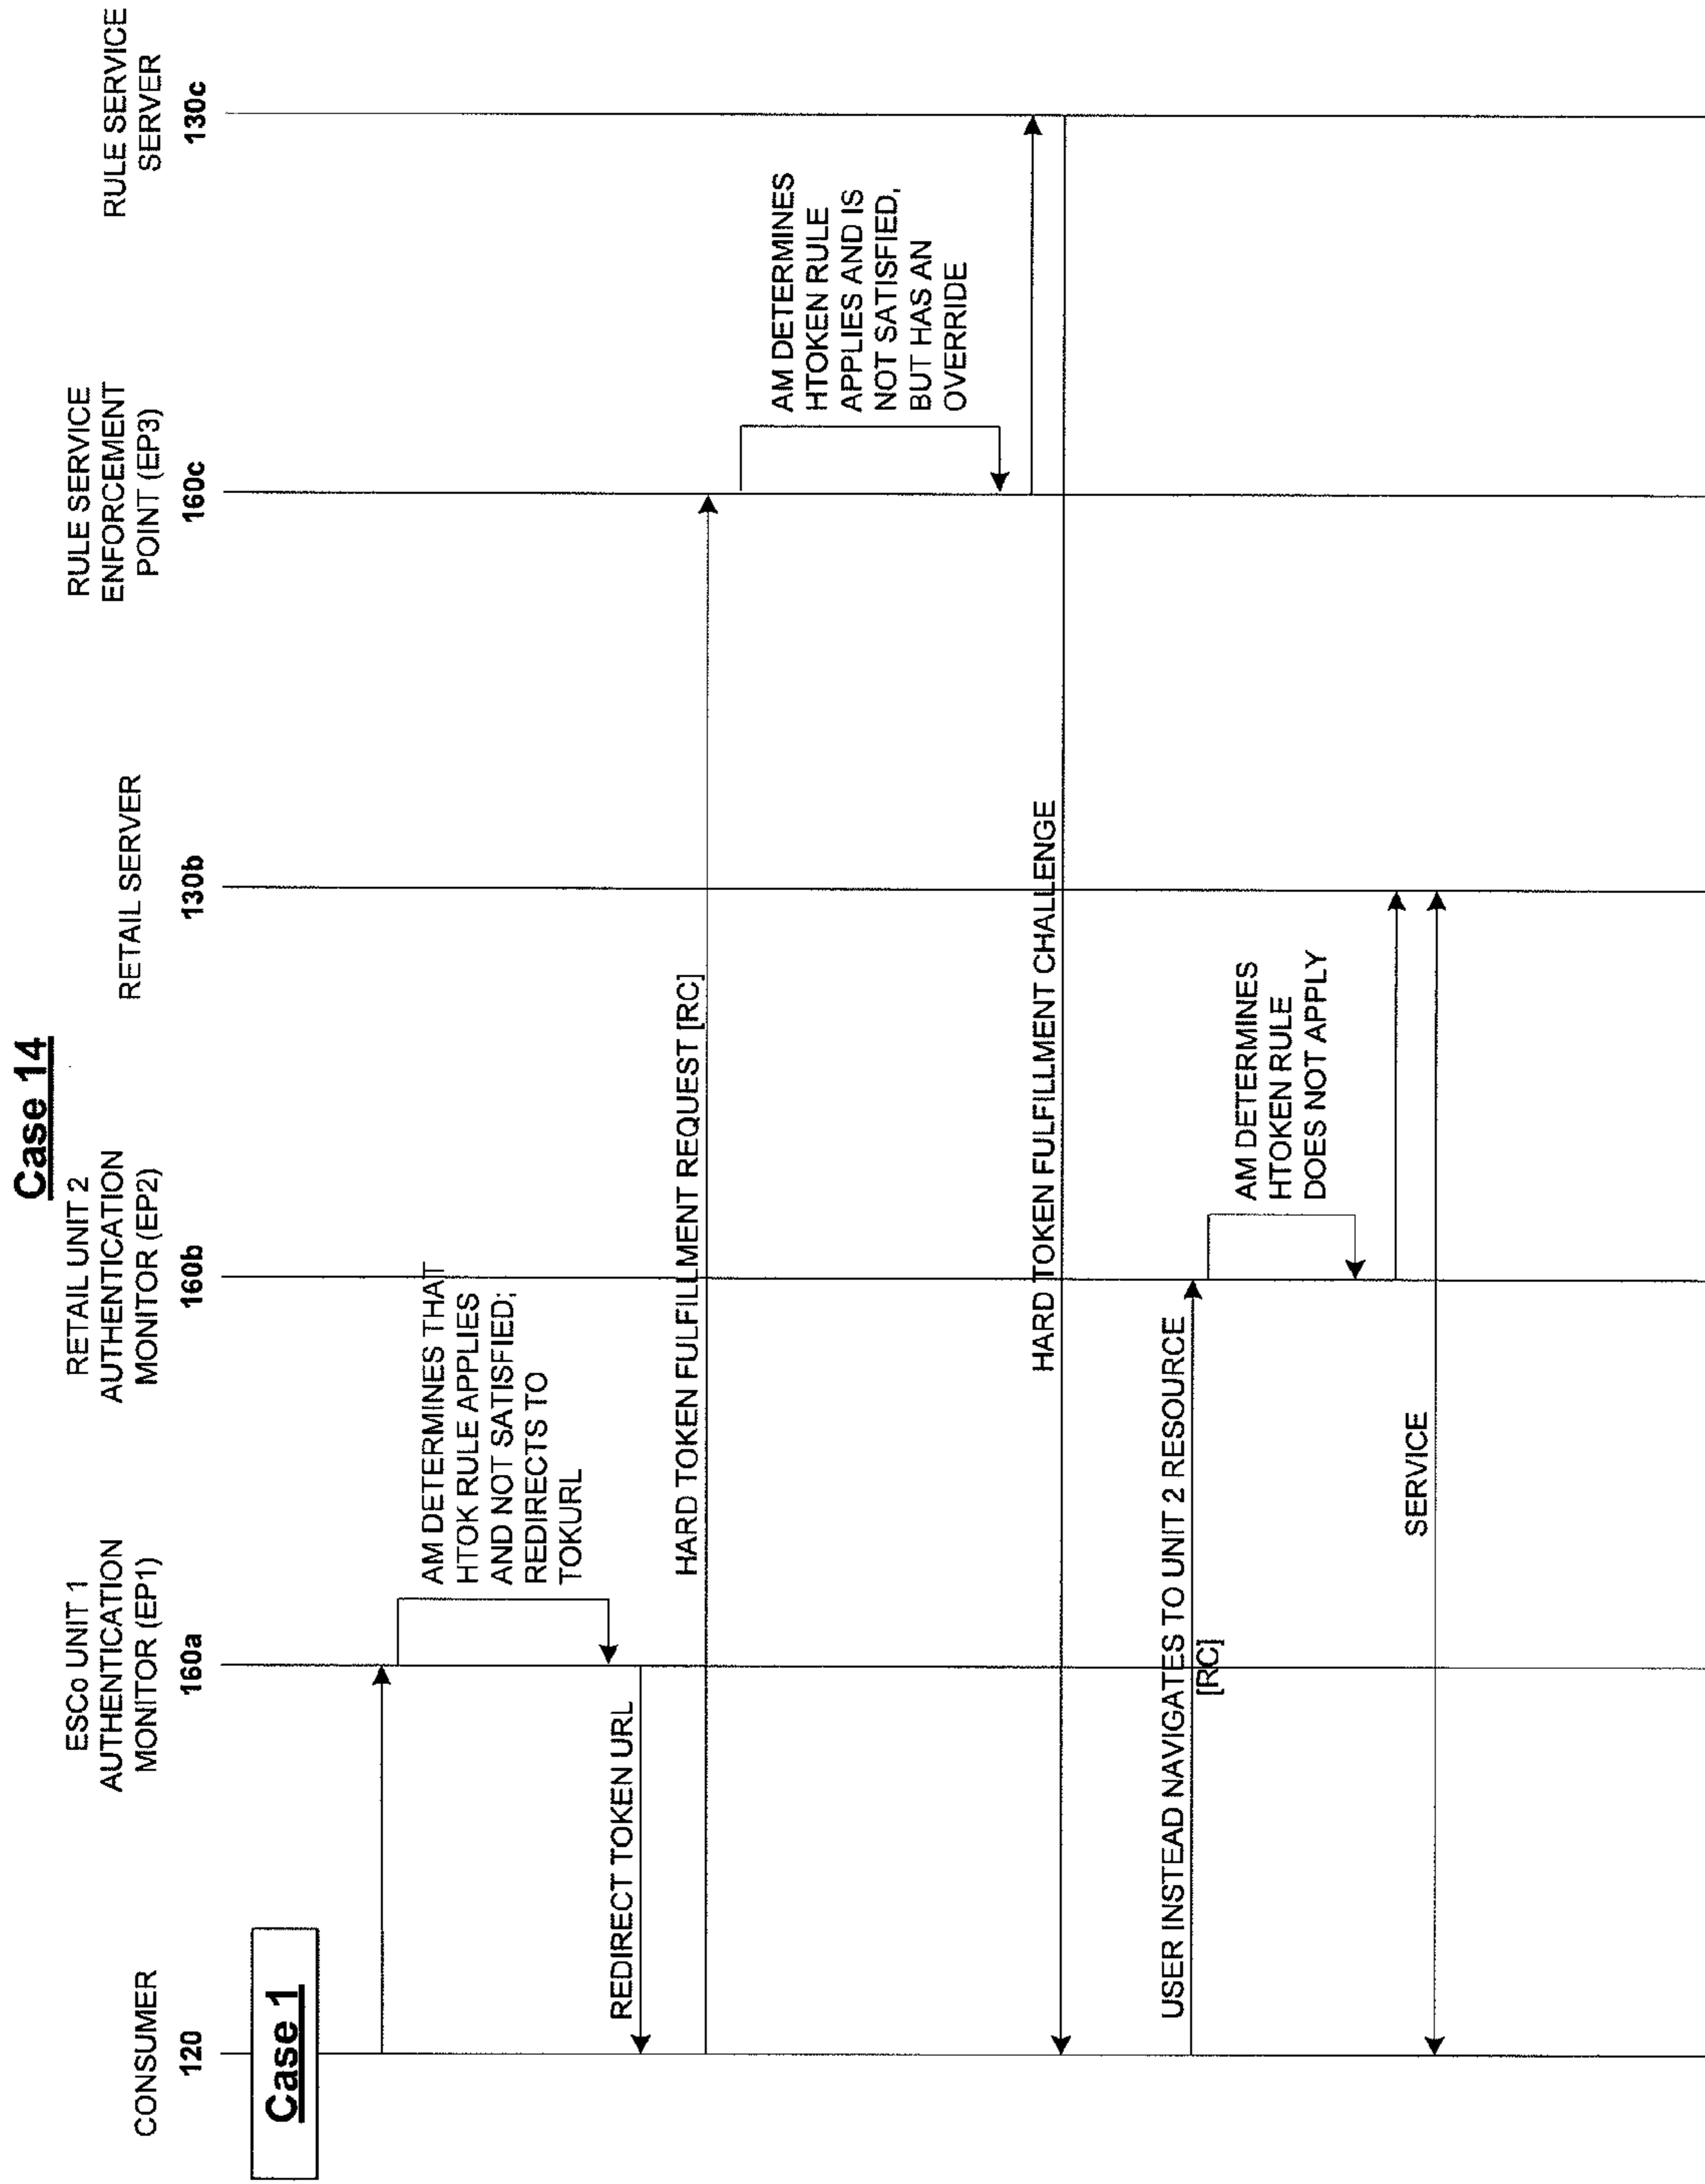 Case 14
CONSUMER
120
ESCo UNIT 1
AUTHENTICATION
MONITOR (EP1)
160a
RETAIL UNIT 2
AUTHENTICATION
MONITOR (EP2)
160b
RETAIL SERVER
130b
RULE SERVICE
ENFORCEMENT
POINT (EP3)
160c
RULE SERVICE
SERVER
130c
Case 1
AM DETERMINES THAT
HTOK RULE APPLIES
AND NOT SATISFIED;
REDIRECTS TO
TOKURL
REDIRECT TOKEN URL
HARD TOKEN FULFILLMENT REQUEST [RC]
AM DETERMINES
HTOKEN RULE
APPLIES AND IS
NOT SATISFIED,
BUT HAS AN
OVERRIDE
HARD TOKEN FULFILLMENT CHALLENGE
USER INSTEAD NAVIGATES TO UNIT 2 RESOURCE
[RC]
AM DETERMINES
HTOKEN RULE
DOES NOT APPLY
SERVICE